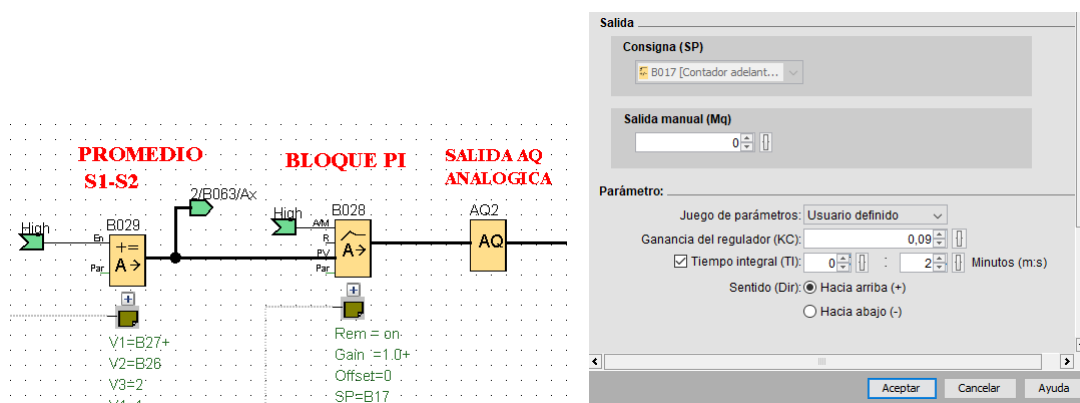 PROMEDIO
S1-S2
BLOQUE PI
SALIDA AQ
ANALOGICA
2/B063/Ax
High
B029
En
+=
A→
Par
+
V1=B27+
V2=B26
V3=2
High
B028
A/M
R
PV
Par
A→
+
Rem = on
Gain =1.0+
Offset=0
SP=B17
AQ2
AQ
Salida
Consigna (SP)
B017 [Contador adelant...
Salida manual (Mq)
0
Parámetro:
Juego de parámetros: Usuario definido
Ganancia del regulador (KC): 0,09
Tiempo integral (TI): 0 : 2 Minutos (m:s)
Sentido (Dir): Hacia arriba (+)
Hacia abajo (-)
Aceptar Cancelar Ayuda